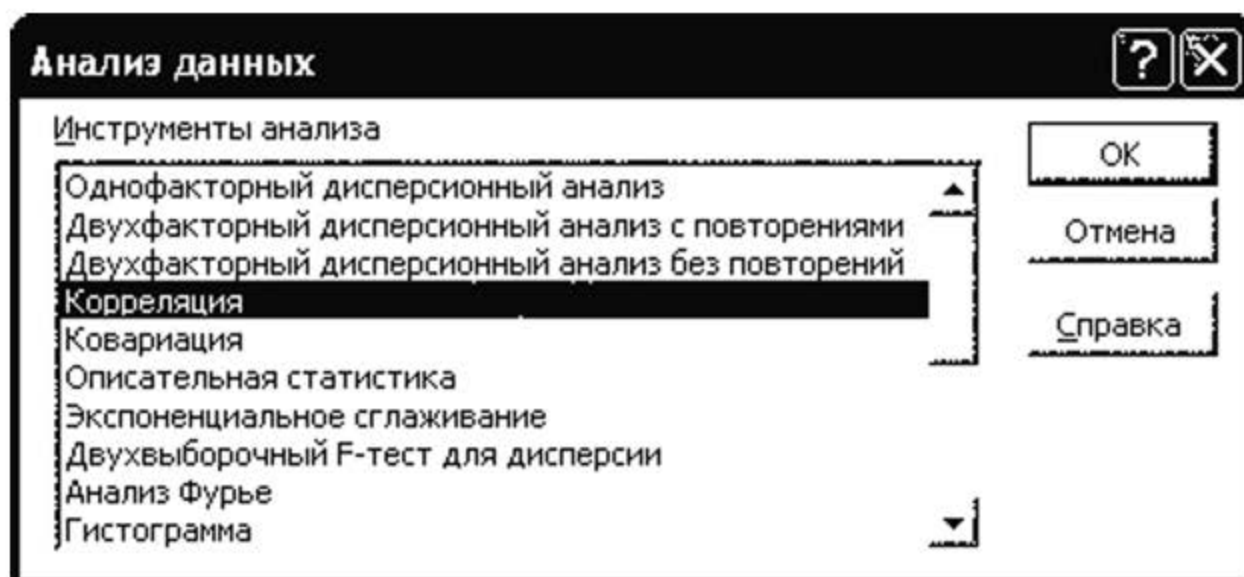 Анализ данных
Инструменты анализа
Однофакторный дисперсионный анализ
Двухфакторный дисперсионный анализ с повторениями
Двухфакторный дисперсионный анализ без повторений
Корреляция
Ковариация
Описательная статистика
Экспоненциальное сглаживание
Двухвыборочный F-тест для дисперсии
Анализ Фурье
Гистограмма
ОК
Отмена
Справка